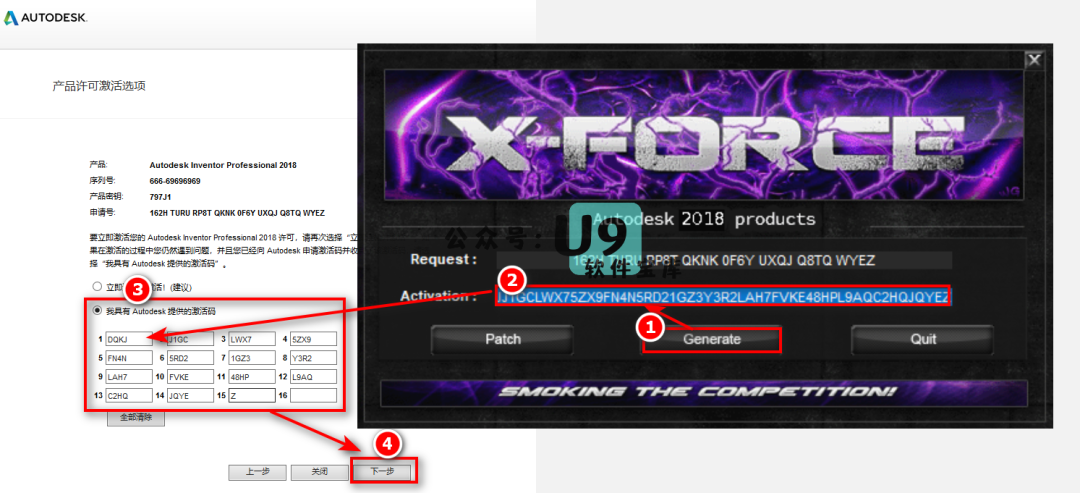 AUTODESK.
产品许可激活选项
产品: Autodesk Inventor Professional 2018
序列号: 666-69696969
产品密钥: 797J1
申请号: 162H TURU RP8T QKNK 0F6Y UXQJ Q8TQ WYEZ
要立即激活您的 Autodesk Inventor Professional 2018 许可，请再次选择“立
果在激活的过程中您仍然遇到问题，并且您已经向 Autodesk 申请激活码并收
择“我具有 Autodesk 提供的激活码”。
(建议)
我具有 Autodesk 提供的激活码
1 DQKJ J1GC 3 LWX7 4 5ZX9
5 FN4N 6 5RD2 7 1GZ3 8 Y3R2
9 LAH7 10 FVKE 11 48HP 12 L9AQ
13 C2HQ 14 JQYE 15 Z 16
全部清除
上一步 关闭 下一步
3
4
X-FORCE
JG
Autodesk 2018 products
公众号:
U9
软件宝库
Request: 162H TURU RP8T QKNK 0F6Y UXQJ Q8TQ WYEZ
2
Activation: J1GCLWX75ZX9FN4N5RD21GZ3Y3R2LAH7FVKE48HPL9AQC2HQJQYEZ
1
Patch Generate Quit
SMOKING THE COMPETITION!